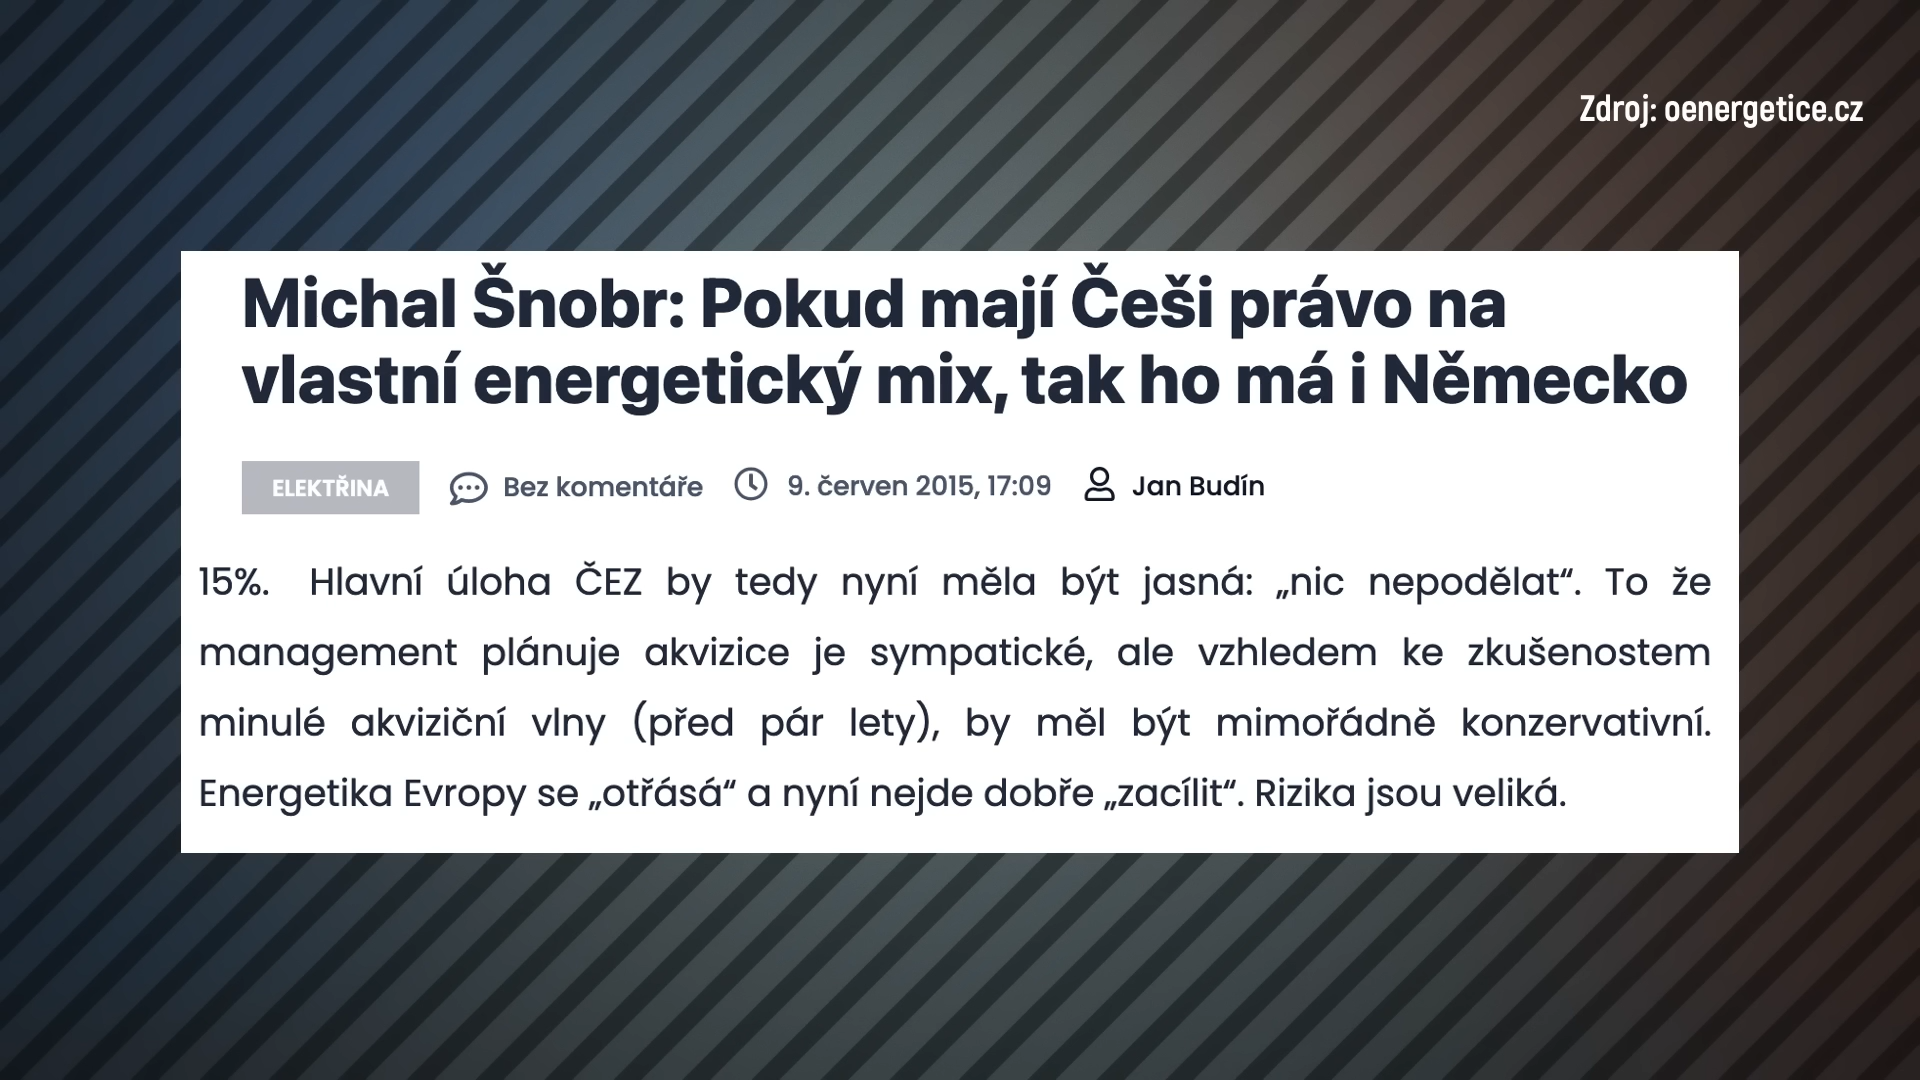 Zdroj: oenergetice.cz
Michal Šnobr: Pokud mají Češi právo na
vlastní energetický mix, tak ho má i Německo
ELEKTŘINA Bez komentáře 9. červen 2015, 17:09 Jan Budín
15%. Hlavní úloha ČEZ by tedy nyní měla být jasná: „nic nepodělat“. To že
management plánuje akvizice je sympatické, ale vzhledem ke zkušenostem
minulé akviziční vlny (před pár lety), by měl být mimořádně konzervativní.
Energetika Evropy se „otřásá“ a nyní nejde dobře „zacílit“. Rizika jsou veliká.